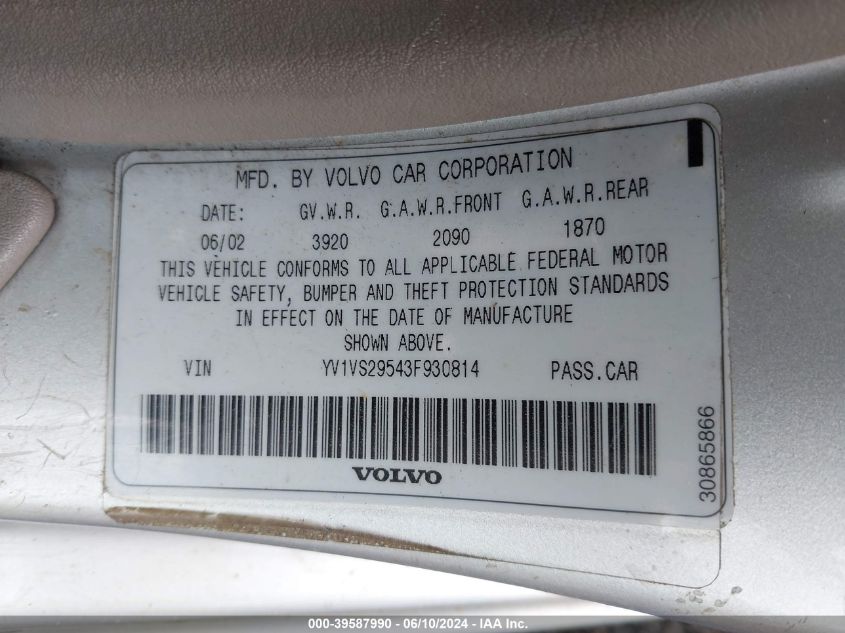 MFD. BY VOLVO CAR CORPORATION
DATE: GV.W.R. G.A.W.R.FRONT G.A.W.R.REAR
06/02 3920 2090 1870
THIS VEHICLE CONFORMS TO ALL APPLICABLE FEDERAL MOTOR
VEHICLE SAFETY, BUMPER AND THEFT PROTECTION STANDARDS
IN EFFECT ON THE DATE OF MANUFACTURE
SHOWN ABOVE.
VIN YV1VS29543F930814 PASS.CAR
VOLVO
30865866
000-39587990 - 06/10/2024 - IAA Inc.